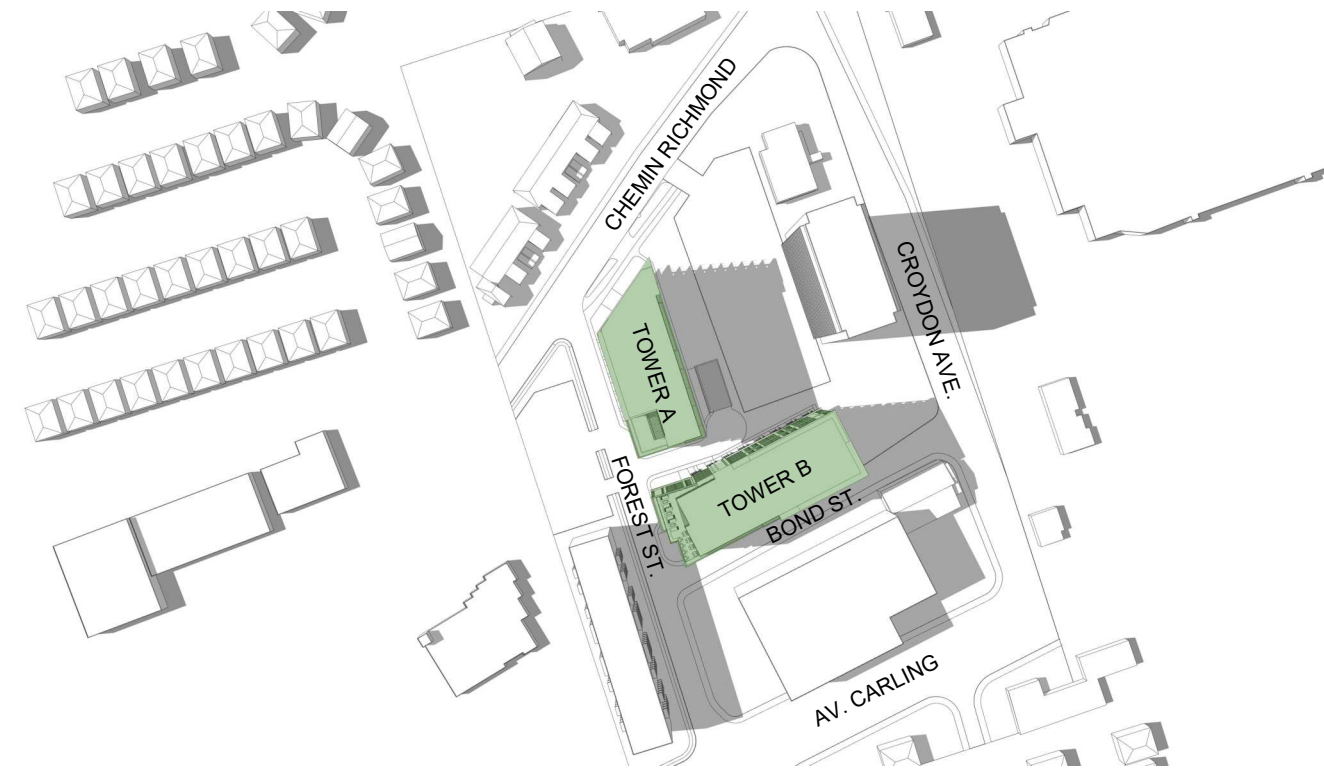 CHEMIN RICHMOND
CROYDON AVE.
TOWER A
TOWER B
FOREST ST.
BOND ST.
AV. CARLING